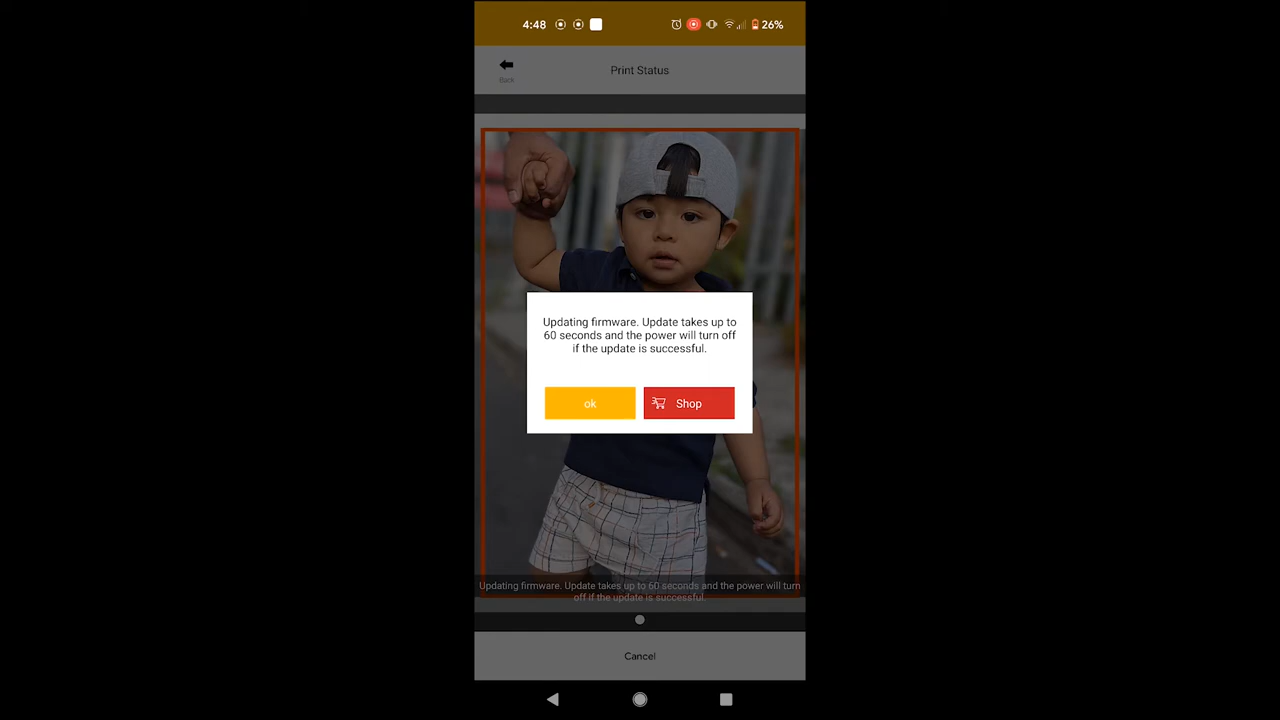 4:48
26%
Back
Print Status
Updating firmware. Update takes up to
60 seconds and the power will turn off
if the update is successful.
ok
Shop
Updating firmware. Update takes up to 60 seconds and the power will turn
off if the update is successful.
Cancel